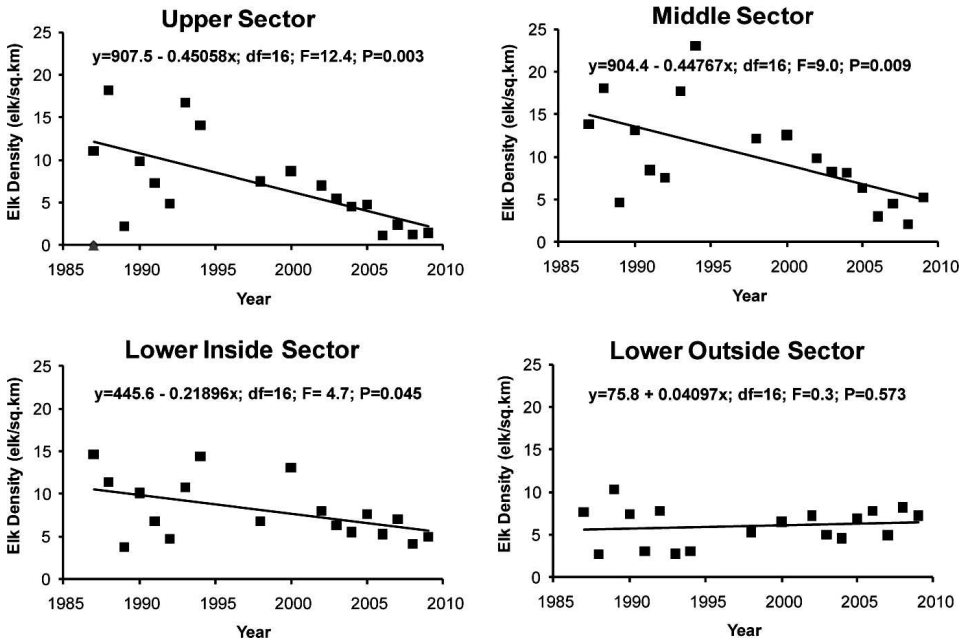 Upper Sector
y=907.5 - 0.45058x; df=16; F=12.4; P=0.003
Elk Density (elk/sq.km)
25
20
15
10
5
0
1985 1990 1995 2000 2005 2010
Year
Middle Sector
y=904.4 - 0.44767x; df=16; F=9.0; P=0.009
Elk Density (elk/sq.km)
25
20
15
10
5
0
1985 1990 1995 2000 2005 2010
Year
Lower Inside Sector
y=445.6 - 0.21896x; df=16; F= 4.7; P=0.045
Elk Density (elk/sq.km)
25
20
15
10
5
0
1985 1990 1995 2000 2005 2010
Year
Lower Outside Sector
y=75.8 + 0.04097x; df=16; F=0.3; P=0.573
Elk Density (elk/sq.km)
25
20
15
10
5
0
1985 1990 1995 2000 2005 2010
Year